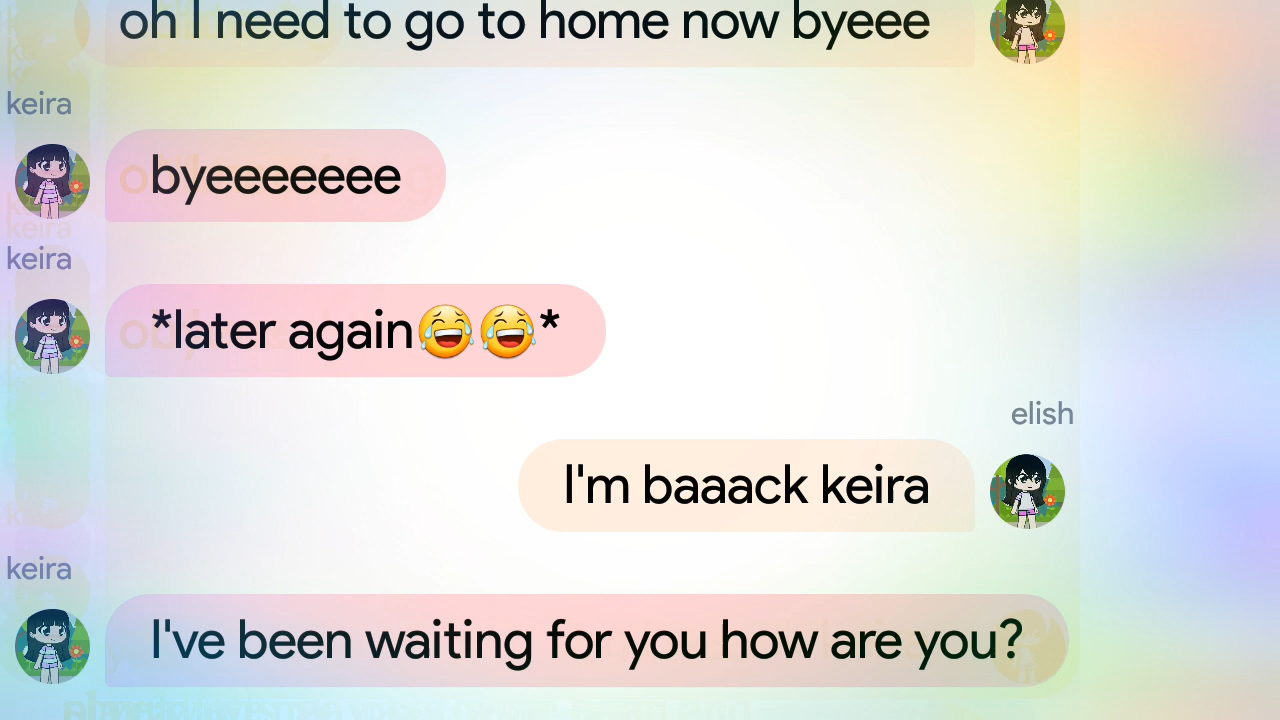 oh I need to go to home now byeee
keira
byeeeeeee
keira
keira
*later again😂😂*
elish
I'm baaack keira
keira
I've been waiting for you how are you?